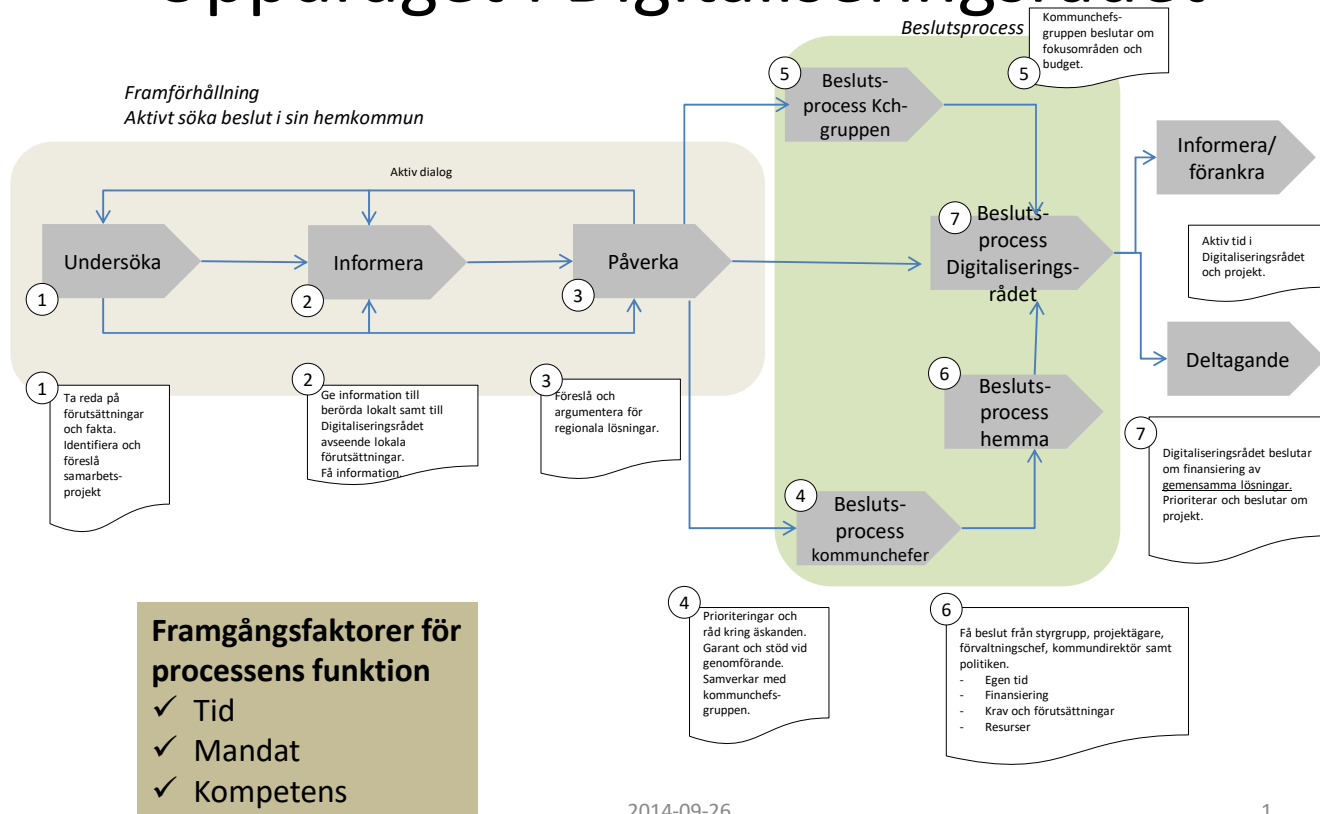 Uppdraget i Digitaliseringsrådet
Beslutsprocess
Kommunchefs-
gruppen beslutar om
fokusområden och
budget.
5
Framförhållning
Aktivt söka beslut i sin hemkommun
5
Besluts-
process Kch-
gruppen
Informera/
förankra
Aktiv dialog
Undersöka
1
Informera
2
Påverka
3
7
Besluts-
process
Digitaliserings-
rådet
Aktiv tid i
Digitaliseringsrådet
och projekt.
Deltagande
6
Besluts-
process
hemma
1
Ta reda på
förutsättningar
och fakta.
Identifiera och
föreslå
samarbets-
projekt
2
Ge information till
berörda lokalt samt till
Digitaliseringsrådet
avseende lokala
förutsättningar.
Få information.
3
Föreslå och
argumentera för
regionala lösningar.
7
Digitaliseringsrådet beslutar
om finansiering av
gemensamma lösningar.
Prioriterar och beslutar om
projekt.
4
Besluts-
process
kommunchefer
4
Prioriteringar och
råd kring äskanden.
Garant och stöd vid
genomförande.
Samverkar med
kommunchefs-
gruppen.
6
Få beslut från styrgrupp, projektägare,
förvaltningschef, kommundirektör samt
politiken.
- Egen tid
- Finansiering
- Krav och förutsättningar
- Resurser
Framgångsfaktorer för
processens funktion
✓ Tid
✓ Mandat
✓ Kompetens
2014-09-26
1